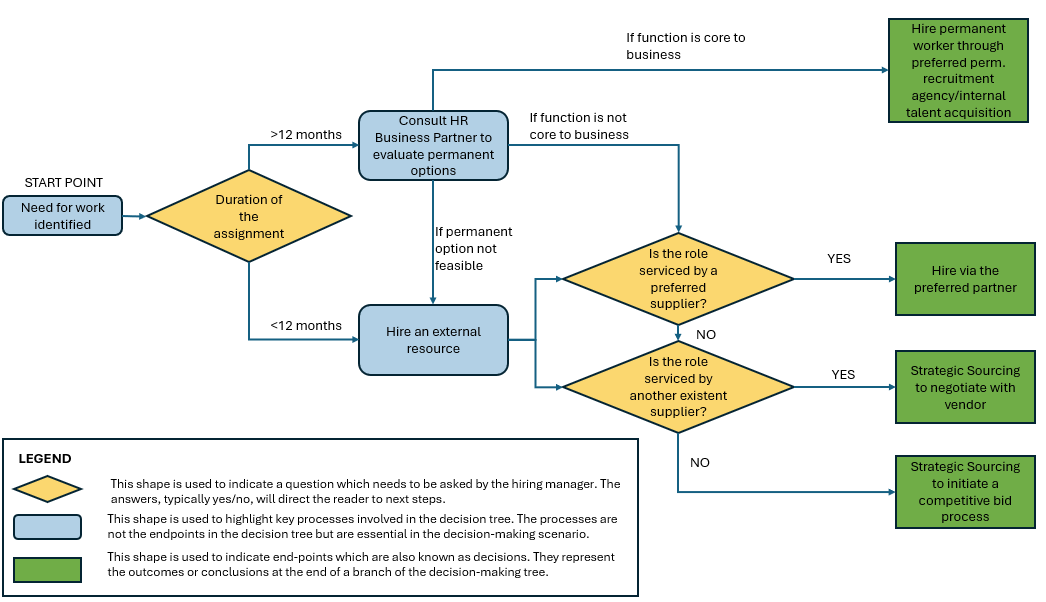 If function is core to
business
Hire permanent
worker through
preferred perm.
recruitment
agency/internal
talent acquisition
>12 months
Consult HR
Business Partner to
evaluate permanent
options
If function is not
core to business
START POINT
Need for work
identified
Duration of
the
assignment
If permanent
option not
feasible
Is the role
serviced by a
preferred
supplier?
YES
Hire via the
preferred partner
<12 months
Hire an external
resource
NO
Is the role
serviced by
another existent
supplier?
YES
Strategic Sourcing
to negotiate with
vendor
NO
Strategic Sourcing
to initiate a
competitive bid
process
LEGEND
This shape is used to indicate a question which needs to be asked by the hiring manager. The
answers, typically yes/no, will direct the reader to next steps.
This shape is used to highlight key processes involved in the decision tree. The processes are
not the endpoints in the decision tree but are essential in the decision-making scenario.
This shape is used to indicate end-points which are also known as decisions. They represent
the outcomes or conclusions at the end of a branch of the decision-making tree.